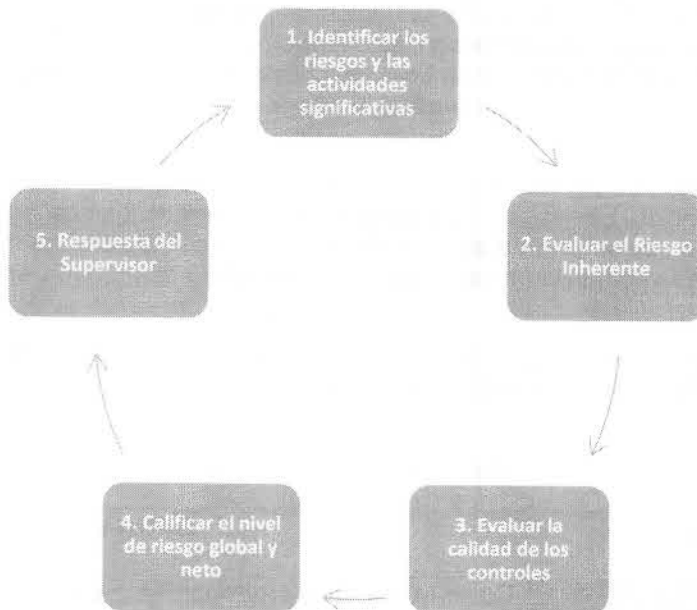 1. Identificar los
riesgos y las
actividades
significativas
2. Evaluar el Riesgo
Inherente
3. Evaluar la
calidad de los
controles
4. Calificar el nivel
de riesgo global y
neto
5. Respuesta del
Supervisor